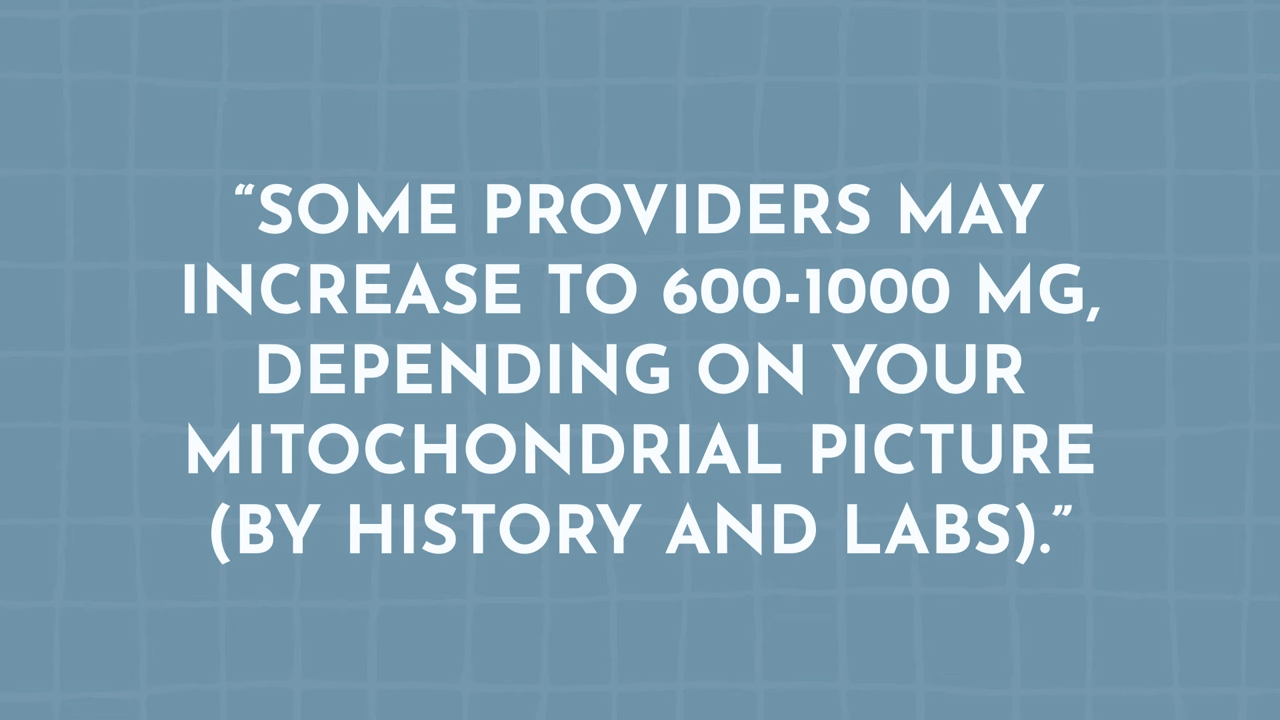 “SOME PROVIDERS MAY
INCREASE TO 600-1000 MG,
DEPENDING ON YOUR
MITOCHONDRIAL PICTURE
(BY HISTORY AND LABS).”